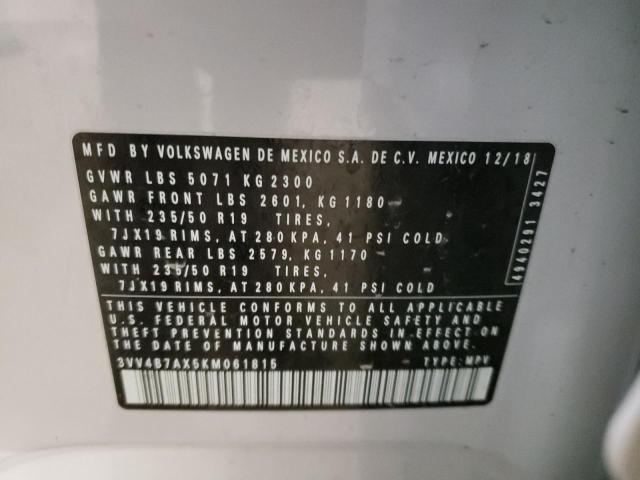 MFD BY VOLKSWAGEN DE MEXICO S.A. DE C.V. MEXICO 12/18
GVWR LBS 5071 KG 2300
GAWR FRONT LBS 2601, KG 1180
WITH 235/50 R19 TIRES,
7JX19 RIMS, AT 280 KPA, 41 PSI COLD
GAWR REAR LBS 2579, KG 1170
WITH 235/50 R19 TIRES,
7JX19 RIMS, AT 280 KPA, 41 PSI COLD
THIS VEHICLE CONFORMS TO ALL APPLICABLE
U.S. FEDERAL MOTOR VEHICLE SAFETY AND
THEFT PREVENTION STANDARDS IN EFFECT ON
THE DATE OF MANUFACTURE SHOWN ABOVE.
3VV4B7AX5KM061815 TYPE: MPV
4940291 3427